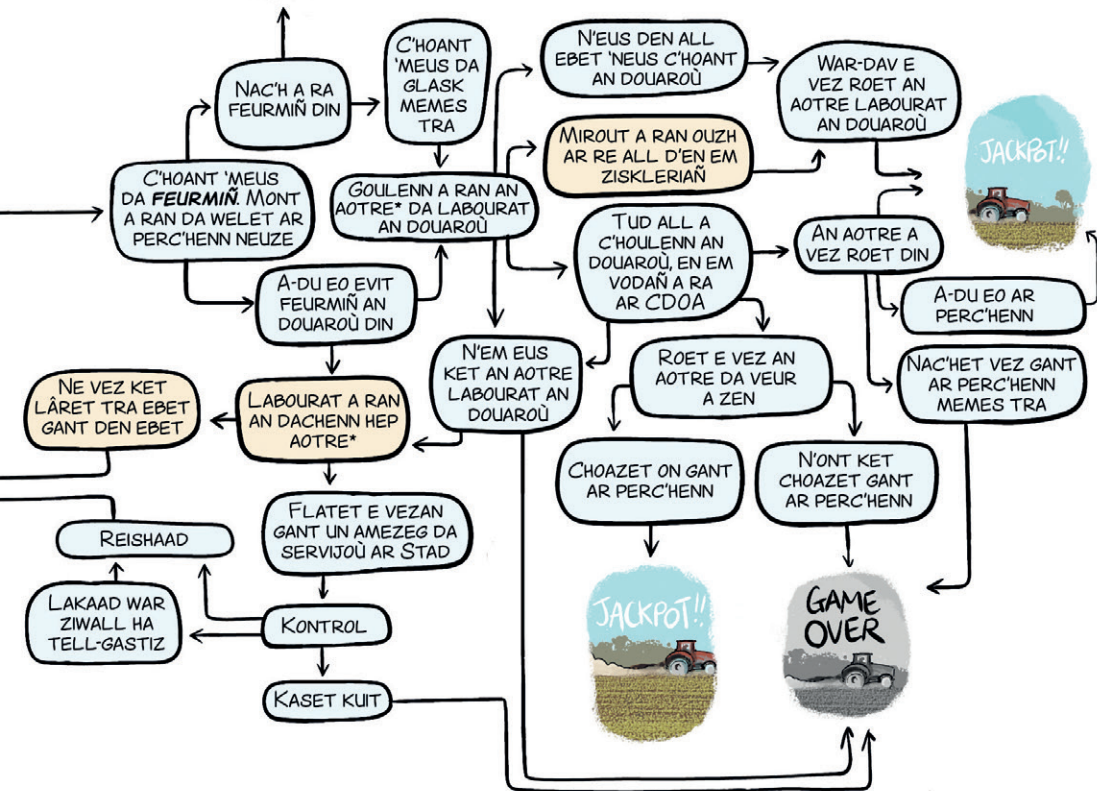 NAC'H A RA
FEURMIÑ DIN
C'HOANT
'MEUS DA
GLASK
MEMES
TRA
N'EUS DEN ALL
EBET 'NEUS C'HOANT
AN DOUAROÙ
WAR-DAV E
VEZ ROET AN
AOTRE LABOURAT
AN DOUAROÙ
JACKPOT!!
MIROUT A RAN OUZH
AR RE ALL D'EN EM
ZISKLERIAÑ
C'HOANT 'MEUS
DA FEURMIÑ. MONT
A RAN DA WELET AR
PERC'HENN NEUZE
GOULENN A RAN AN
AOTRE* DA LABOURAT
AN DOUAROÙ
TUD ALL A
C'HOULENN AN
DOUAROÙ, EN EM
VODAÑ A RA
AR CDOA
AN AOTRE A
VEZ ROET DIN
A-DU EO EVIT
FEURMIÑ AN
DOUAROÙ DIN
A-DU EO AR
PERC'HENN
N'EM EUS
KET AN AOTRE
LABOURAT AN
DOUAROÙ
ROET E VEZ AN
AOTRE DA VEUR
A ZEN
NAC'HET VEZ GANT
AR PERC'HENN
MEMES TRA
NE VEZ KET
LÂRET TRA EBET
GANT DEN EBET
LABOURAT A RAN
AN DACHENN HEP
AOTRE*
CHOAZET ON GANT
AR PERC'HENN
N'ONT KET
CHOAZET GANT
AR PERC'HENN
FLATET E VEZAN
GANT UN AMEZEG DA
SERVIJOÙ AR STAD
REISHAAD
LAKAAD WAR
ZIWALL HA
TELL-GASTIZ
KONTROL
KASET KUIT
JACKPOT!!
GAME
OVER